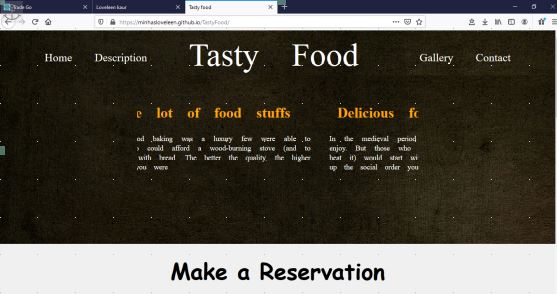 Trade Go
Loveleen kaur
Tasty food
https://minhasloveleen.github.io/TastyFood/
Home Description Tasty Food Gallery Contact
e lot of food stuffs
ood baking was a luxury few were able to
could afford a wood-burning stove (and to
with bread. The better the quality, the higher
you were
Delicious fo
In the medieval period
enjoy. But those who
heat it) would start wi
up the social order you
Make a Reservation